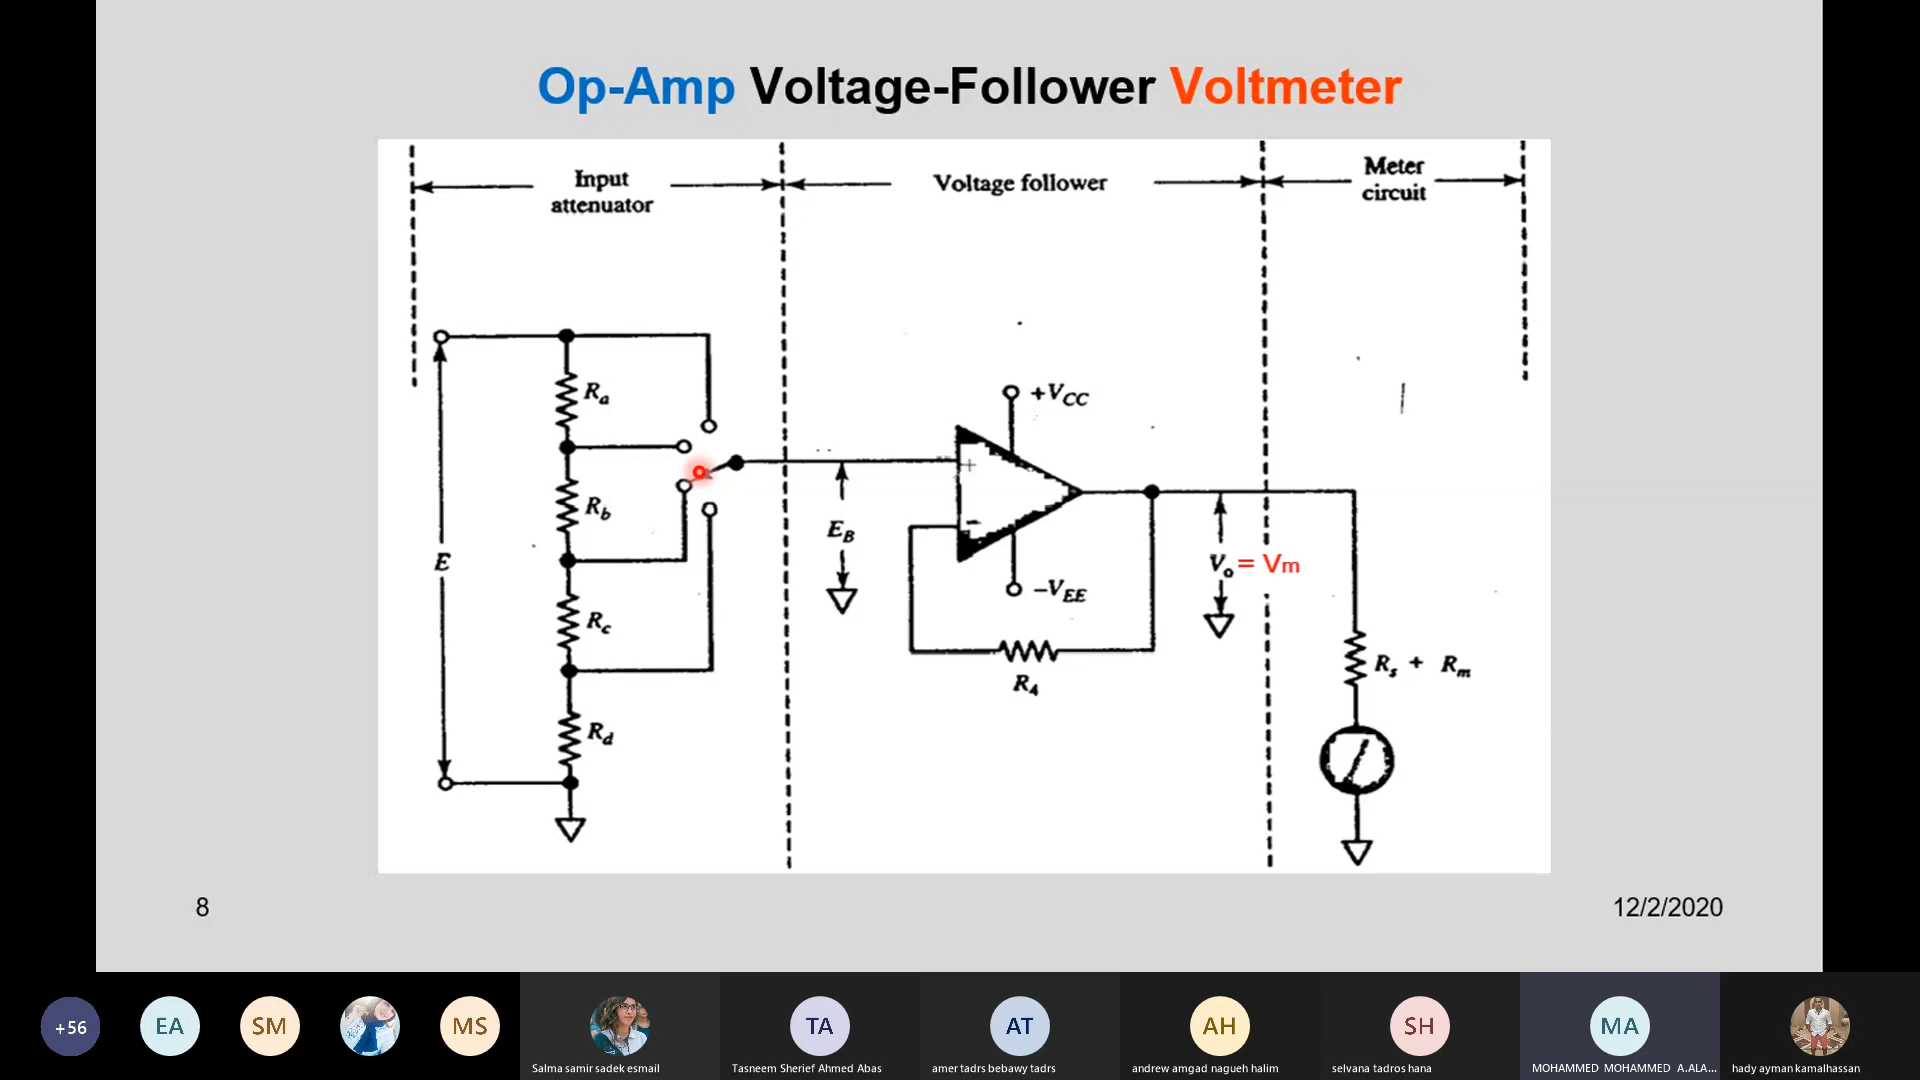 Op-Amp Voltage-Follower Voltmeter
Input
attenuator
Voltage follower
Meter
circuit
Ra
+VCC
Rb
EB
E
Vo = Vm
−VEE
Rc
Rs + Rm
R4
Rd
8
12/2/2020
+56
EA
SM
MS
TA
AT
AH
SH
MA
Salma samir sadek esmail
Tasneem Sherief Ahmed Abas
amer tadrs bebawy tadrs
andrew amgad nagueh halim
selvana tadros hana
MOHAMMED MOHAMMED A.ALA...
hady ayman kamalhassan